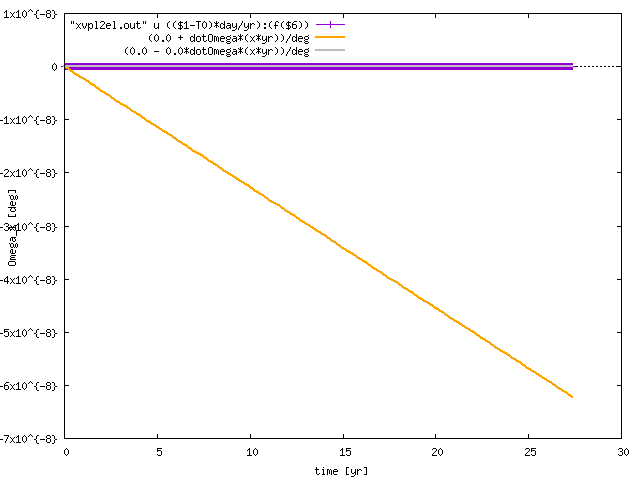 1x10^{-8}
"xvpl2el.out" u (($1-T0)*day/yr):(f($6))
(0.0 + dotOmega*(x*yr))/deg
(0.0 - 0.0*dotOmega*(x*yr))/deg
0
-1x10^{-8}
-2x10^{-8}
-3x10^{-8}
-4x10^{-8}
-5x10^{-8}
-6x10^{-8}
-7x10^{-8}
[deg]
0 5 10 15 20 25 30
time [yr]